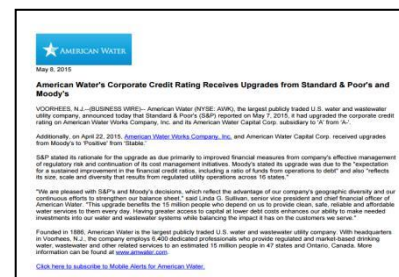 AMERICAN WATER
May 8, 2015
American Water's Corporate Credit Rating Receives Upgrades from Standard & Poor's and
Moody's
VOORHEES, N.J.--(BUSINESS WIRE)-- American Water (NYSE: AWK), the largest publicly traded U.S. water and wastewater
utility company, announced today that Standard & Poor's (S&P) reported on May 7, 2015, it had upgraded the corporate credit
rating on American Water Works Company, Inc. and its American Water Capital Corp. subsidiary to 'A' from 'A-'.
Additionally, on April 22, 2015, American Water Works Company, Inc. and American Water Capital Corp. received upgrades
from Moody's to 'Positive' from 'Stable.'
S&P stated its rationale for the upgrade as due primarily to improved financial measures from company's effective management
of regulatory risk and continuation of its cost management initiatives. Moody's stated its upgrade was due to the "expectation
for a sustained improvement in the financial credit ratios, including a ratio of funds from operations to debt" and also "reflects
its size, scale and diversity that results from regulated utility operations across 16 states."
"We are pleased with S&P's and Moody's decisions, which reflect the advantage of our company's geographic diversity and our
continuous efforts to strengthen our balance sheet," said Linda G. Sullivan, senior vice president and chief financial officer of
American Water. "This upgrade benefits the 15 million people who depend on us to provide clean, safe, reliable and affordable
water services to them every day. Having greater access to capital at lower debt costs enhances our ability to make needed
investments into our water and wastewater systems while balancing the impact it has on the customers we serve."
Founded in 1886, American Water is the largest publicly traded U.S. water and wastewater utility company. With headquarters
in Voorhees, N.J., the company employs 6,400 dedicated professionals who provide regulated and market-based drinking
water, wastewater and other related services to an estimated 15 million people in 47 states and Ontario, Canada. More
information can be found at www.amwater.com.
Click here to subscribe to Mobile Alerts for American Water.